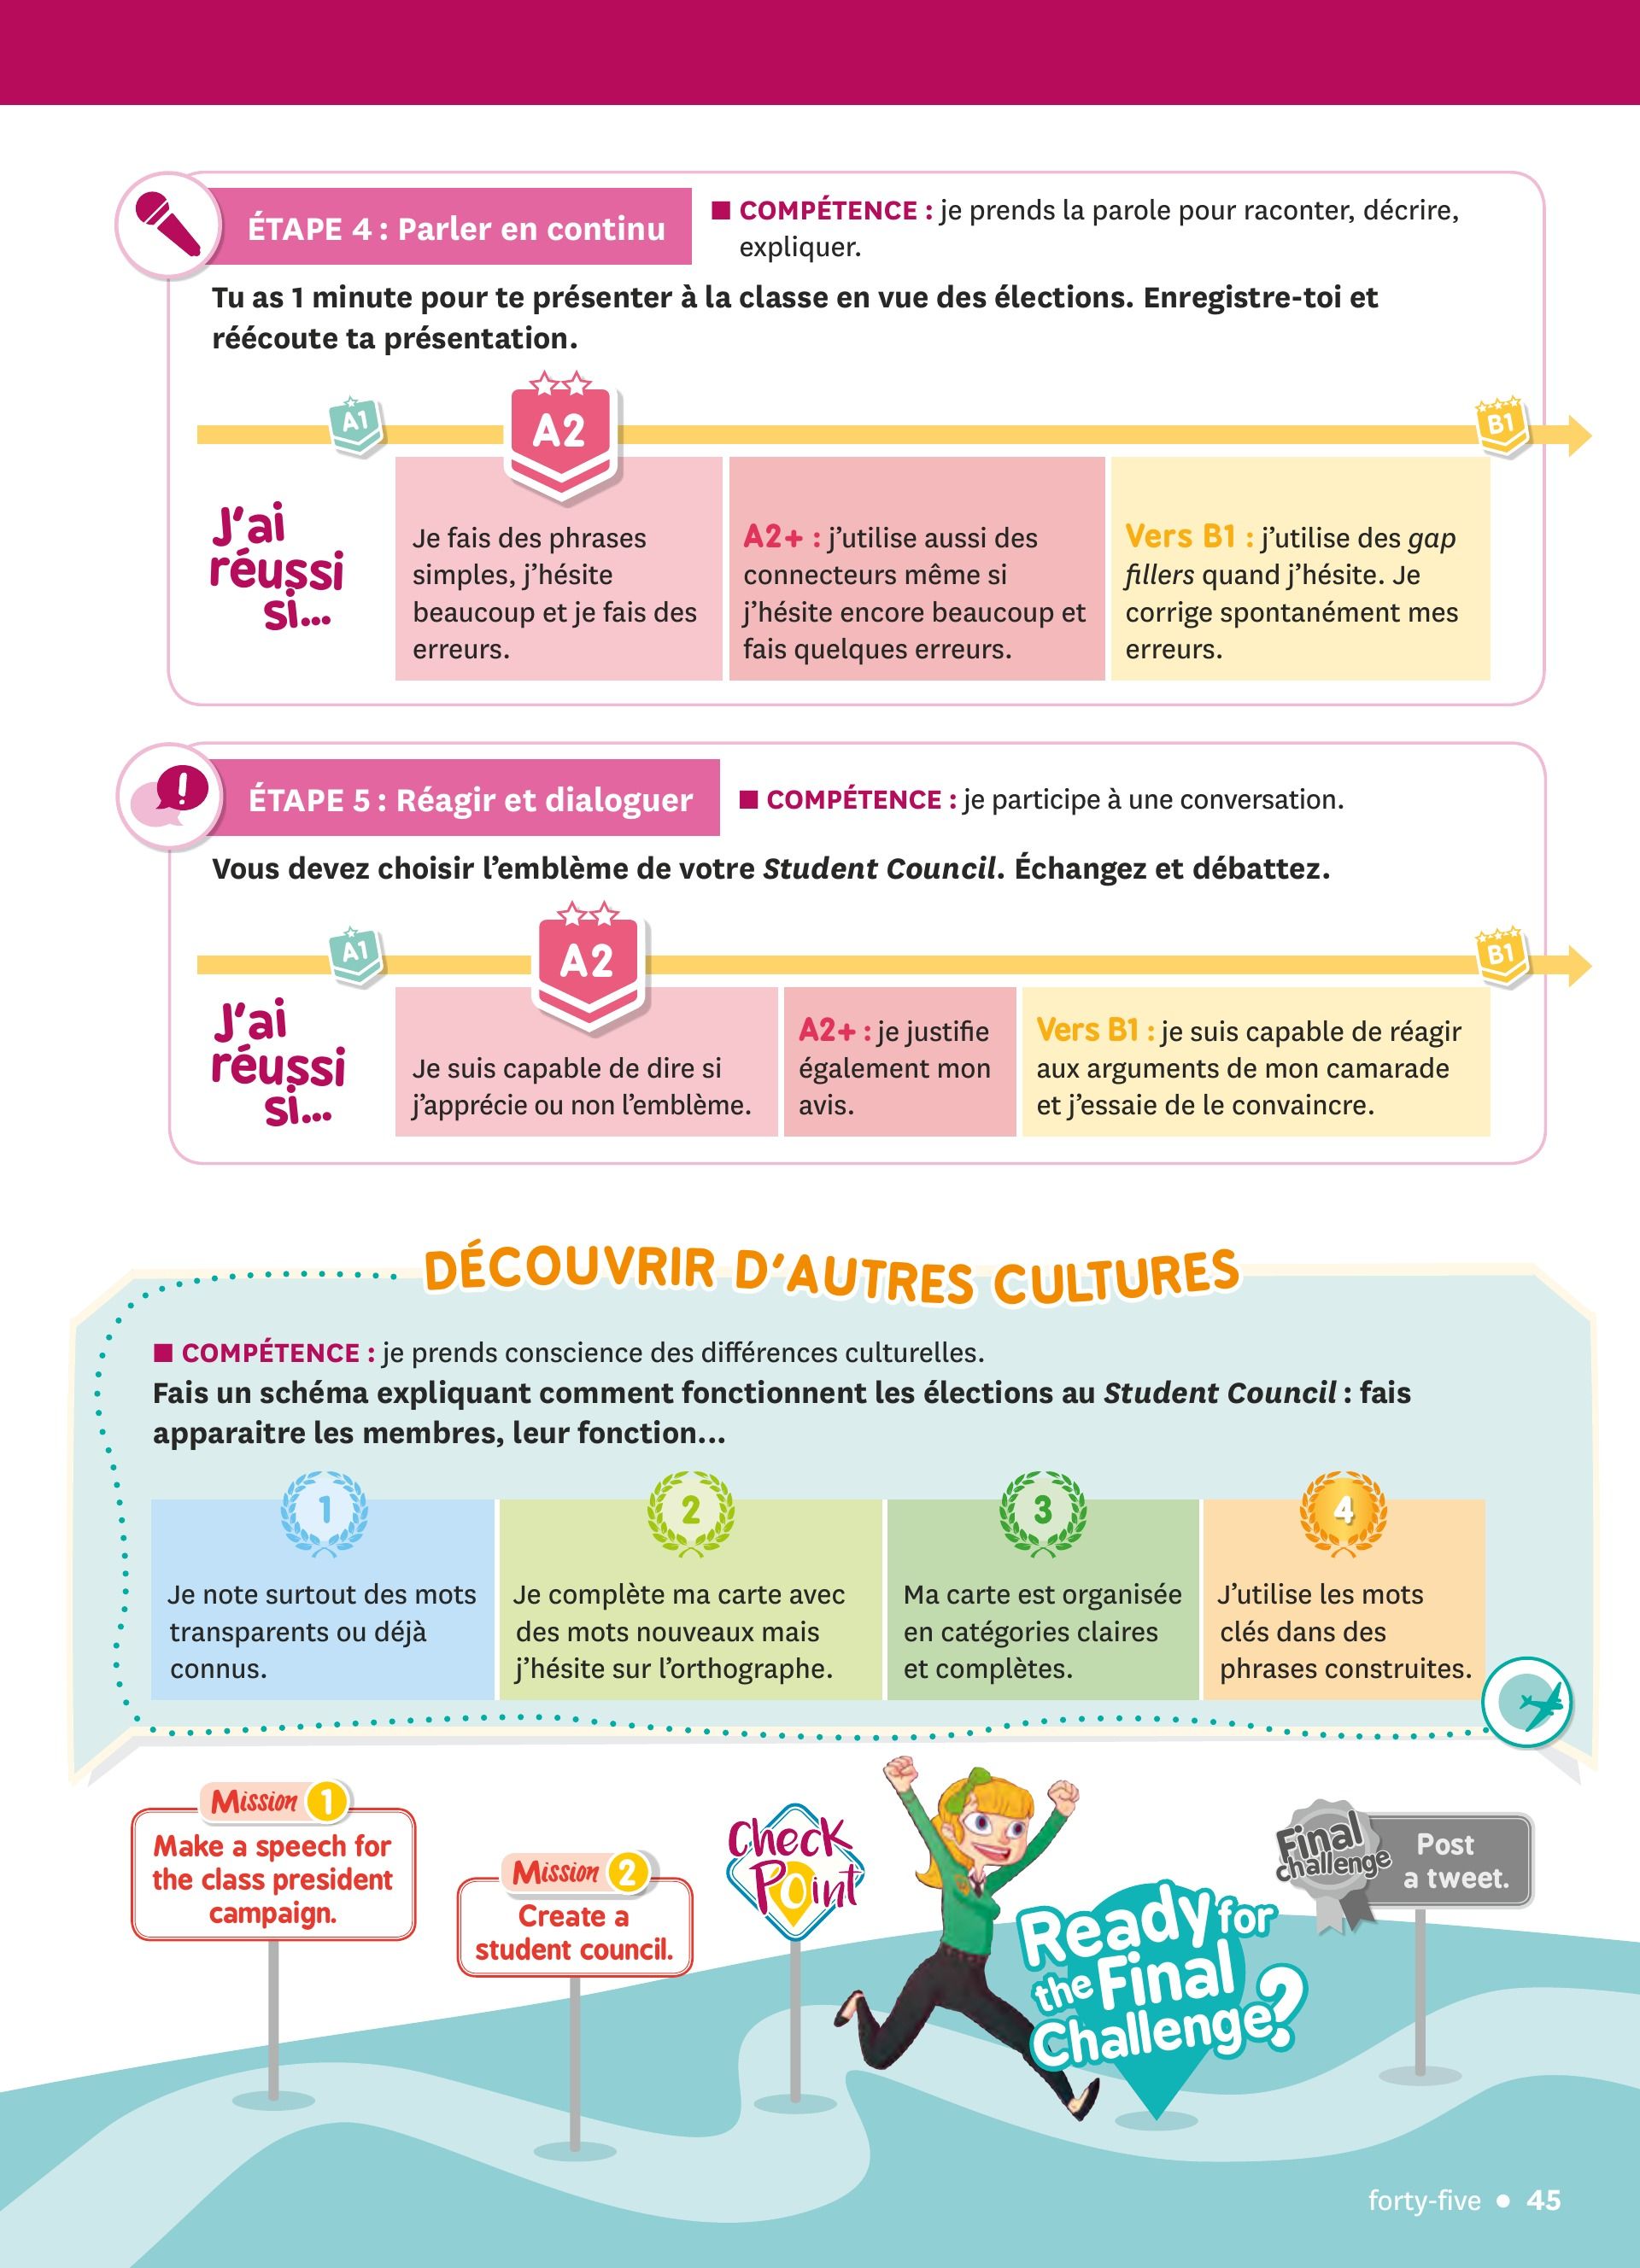 ÉTAPE 4 : Parler en continu
■ COMPÉTENCE : je prends la parole pour raconter, décrire,
expliquer.
Tu as 1 minute pour te présenter à la classe en vue des élections. Enregistre-toi et
réécoute ta présentation.
A1
A2
B1
J'ai
réussi
si...
Je fais des phrases
simples, j'hésite
beaucoup et je fais des
erreurs.
A2+ : j'utilise aussi des
connecteurs même si
j'hésite encore beaucoup et
fais quelques erreurs.
Vers B1 : j'utilise des gap
fillers quand j'hésite. Je
corrige spontanément mes
erreurs.
ÉTAPE 5 : Réagir et dialoguer
■ COMPÉTENCE : je participe à une conversation.
Vous devez choisir l'emblème de votre Student Council. Échangez et débattez.
A1
A2
B1
J'ai
réussi
si...
Je suis capable de dire si
j'apprécie ou non l'emblème.
A2+ : je justifie
également mon
avis.
Vers B1 : je suis capable de réagir
aux arguments de mon camarade
et j'essaie de le convaincre.
DÉCOUVRIR D'AUTRES CULTURES
■ COMPÉTENCE : je prends conscience des différences culturelles.
Fais un schéma expliquant comment fonctionnent les élections au Student Council : fais
apparaitre les membres, leur fonction...
1
Je note surtout des mots
transparents ou déjà
connus.
2
Je complète ma carte avec
des mots nouveaux mais
j'hésite sur l'orthographe.
3
Ma carte est organisée
en catégories claires
et complètes.
4
J'utilise les mots
clés dans des
phrases construites.
Mission 1
Make a speech for
the class president
campaign.
Mission 2
Create a
student council.
Check
Point
Ready for
the Final
Challenge?
Final
challenge
Post
a tweet.
forty-five • 45